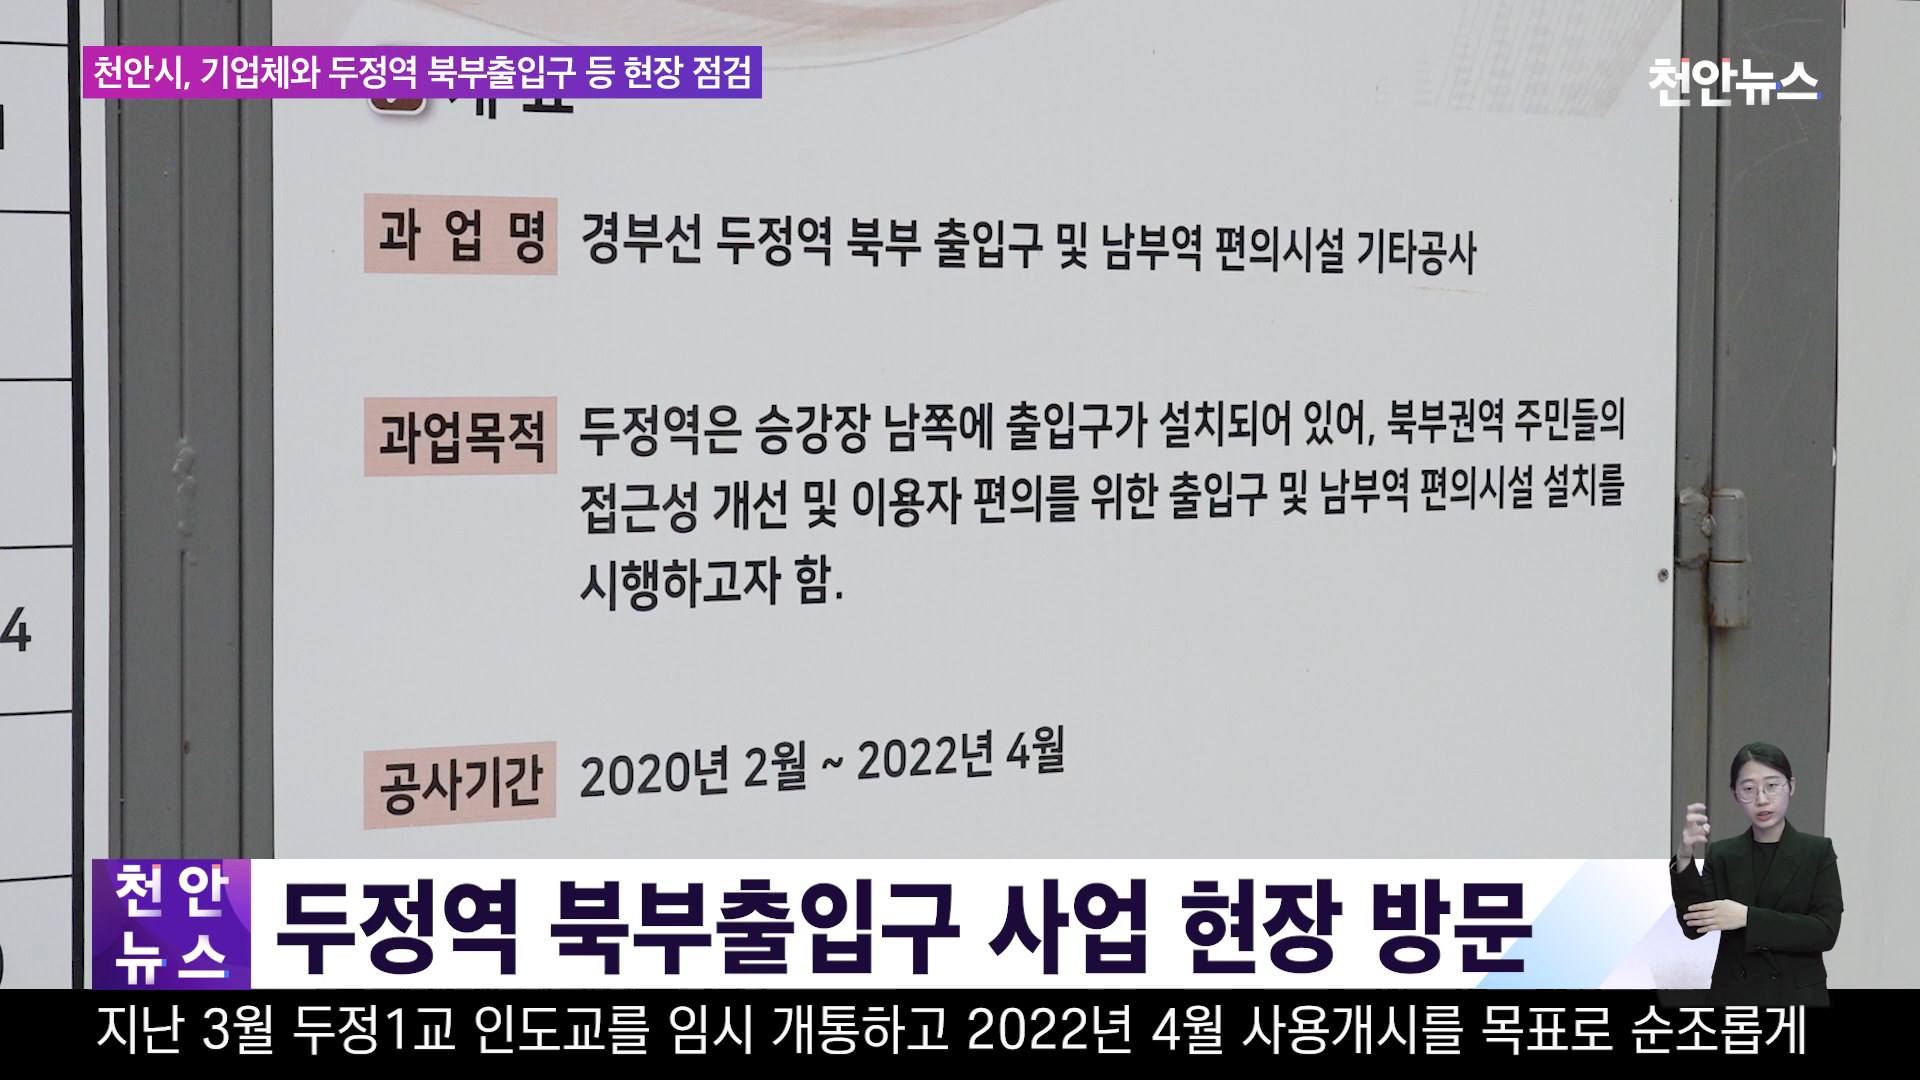 천안시, 기업체와 두정역 북부출입구 등 현장 점검
천안뉴스
과 업 명 경부선 두정역 북부 출입구 및 남부역 편의시설 기타공사
과업목적 두정역은 승강장 남쪽에 출입구가 설치되어 있어, 북부권역 주민들의
접근성 개선 및 이용자 편의를 위한 출입구 및 남부역 편의시설 설치를
시행하고자 함.
4
공사기간 2020년 2월 ~ 2022년 4월
천안
뉴스
두정역 북부출입구 사업 현장 방문
지난 3월 두정1교 인도교를 임시 개통하고 2022년 4월 사용개시를 목표로 순조롭게